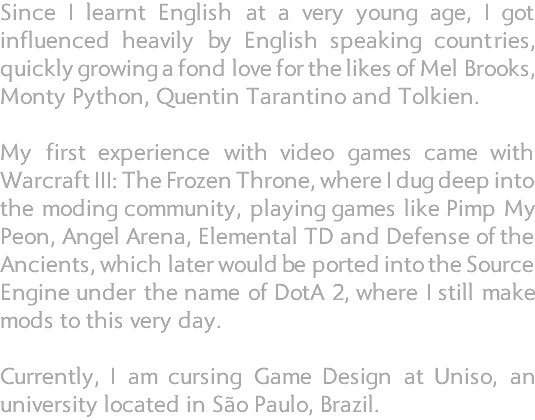 Since I learnt English at a very young age, I got
influenced heavily by English speaking countries,
quickly growing a fond love for the likes of Mel Brooks,
Monty Python, Quentin Tarantino and Tolkien.

My first experience with video games came with
Warcraft III: The Frozen Throne, where I dug deep into
the moding community, playing games like Pimp My
Peon, Angel Arena, Elemental TD and Defense of the
Ancients, which later would be ported into the Source
Engine under the name of DotA 2, where I still make
mods to this very day.

Currently, I am cursing Game Design at Uniso, an
university located in São Paulo, Brazil.